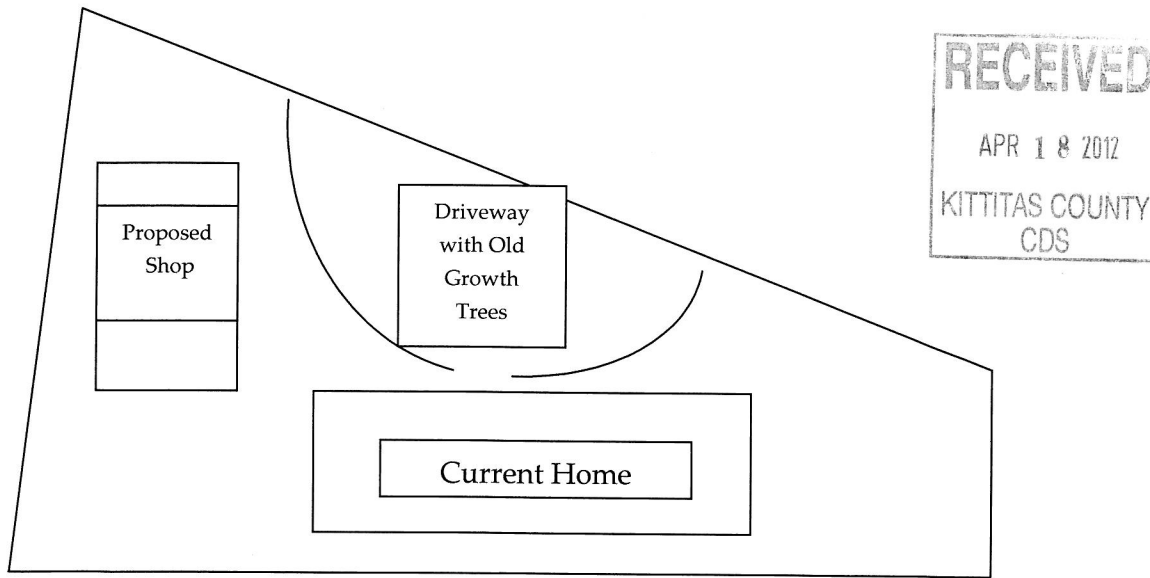 RECEIVED
APR 18 2012
KITTITAS COUNTY
CDS
Proposed
Shop
Driveway
with Old
Growth
Trees
Current Home